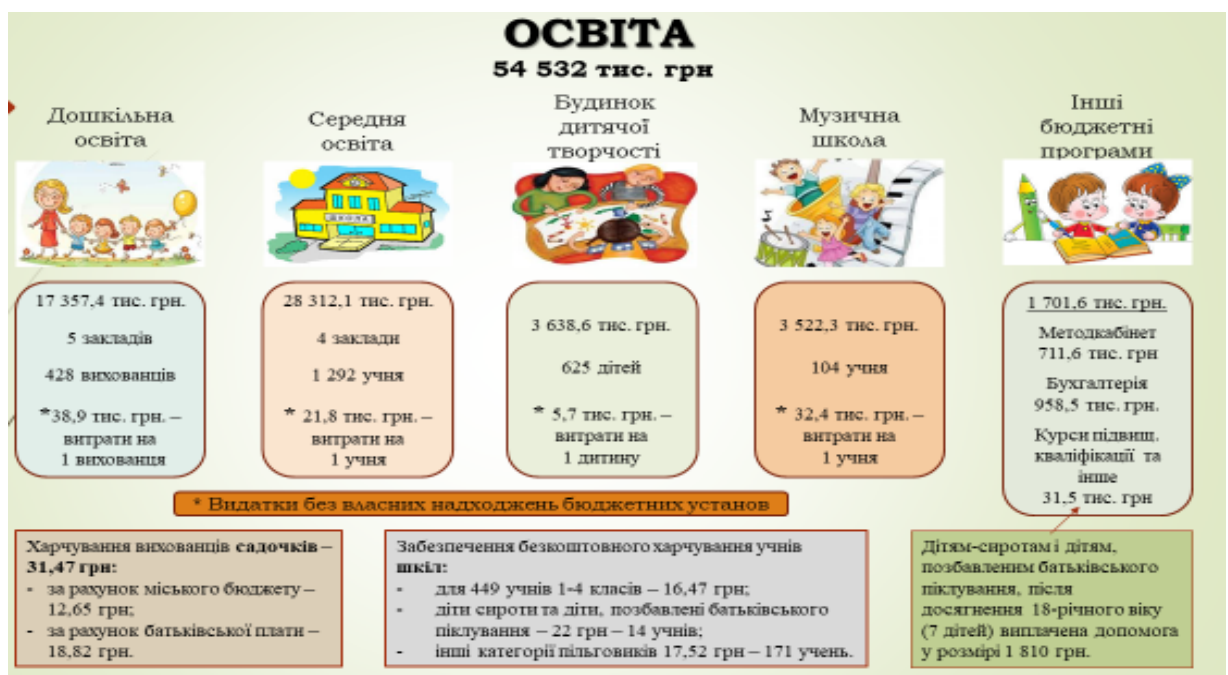 ОСВІТА
54 532 тис. грн
Дошкільна
освіта
Середня
освіта
Будинок
дитячої
творчості
Музична
школа
Інші
бюджетні
програми
ШКОЛА
17 357,4 тис. грн.
5 закладів
428 вихованців
*38,9 тис. грн. –
витрати на
1 вихованця
28 312,1 тис. грн.
4 заклади
1 292 учня
* 21,8 тис. грн. –
витрати на
1 учня
3 638,6 тис. грн.
625 дітей
* 5,7 тис. грн. –
витрати на
1 дитину
3 522,3 тис. грн.
104 учня
* 32,4 тис. грн. –
витрати на
1 учня
1 701,6 тис. грн.
Методкабінет
711,6 тис. грн
Бухгалтерія
958,5 тис. грн.
Курси підвищ.
кваліфікації та
інше
31,5 тис. грн
* Видатки без власних надходжень бюджетних установ
Харчування вихованців садочків –
31,47 грн:
- за рахунок міського бюджету –
12,65 грн;
- за рахунок батьківської плати –
18,82 грн.
Забезпечення безкоштовного харчування учнів
шкіл:
- для 449 учнів 1-4 класів – 16,47 грн;
- діти сироти та діти, позбавлені батьківського
піклування – 22 грн – 14 учнів;
- інші категорії пільговиків 17,52 грн – 171 учень.
Дітям-сиротам і дітям,
позбавленим батьківського
піклування, після
досягнення 18-річного віку
(7 дітей) виплачена допомога
у розмірі 1 810 грн.